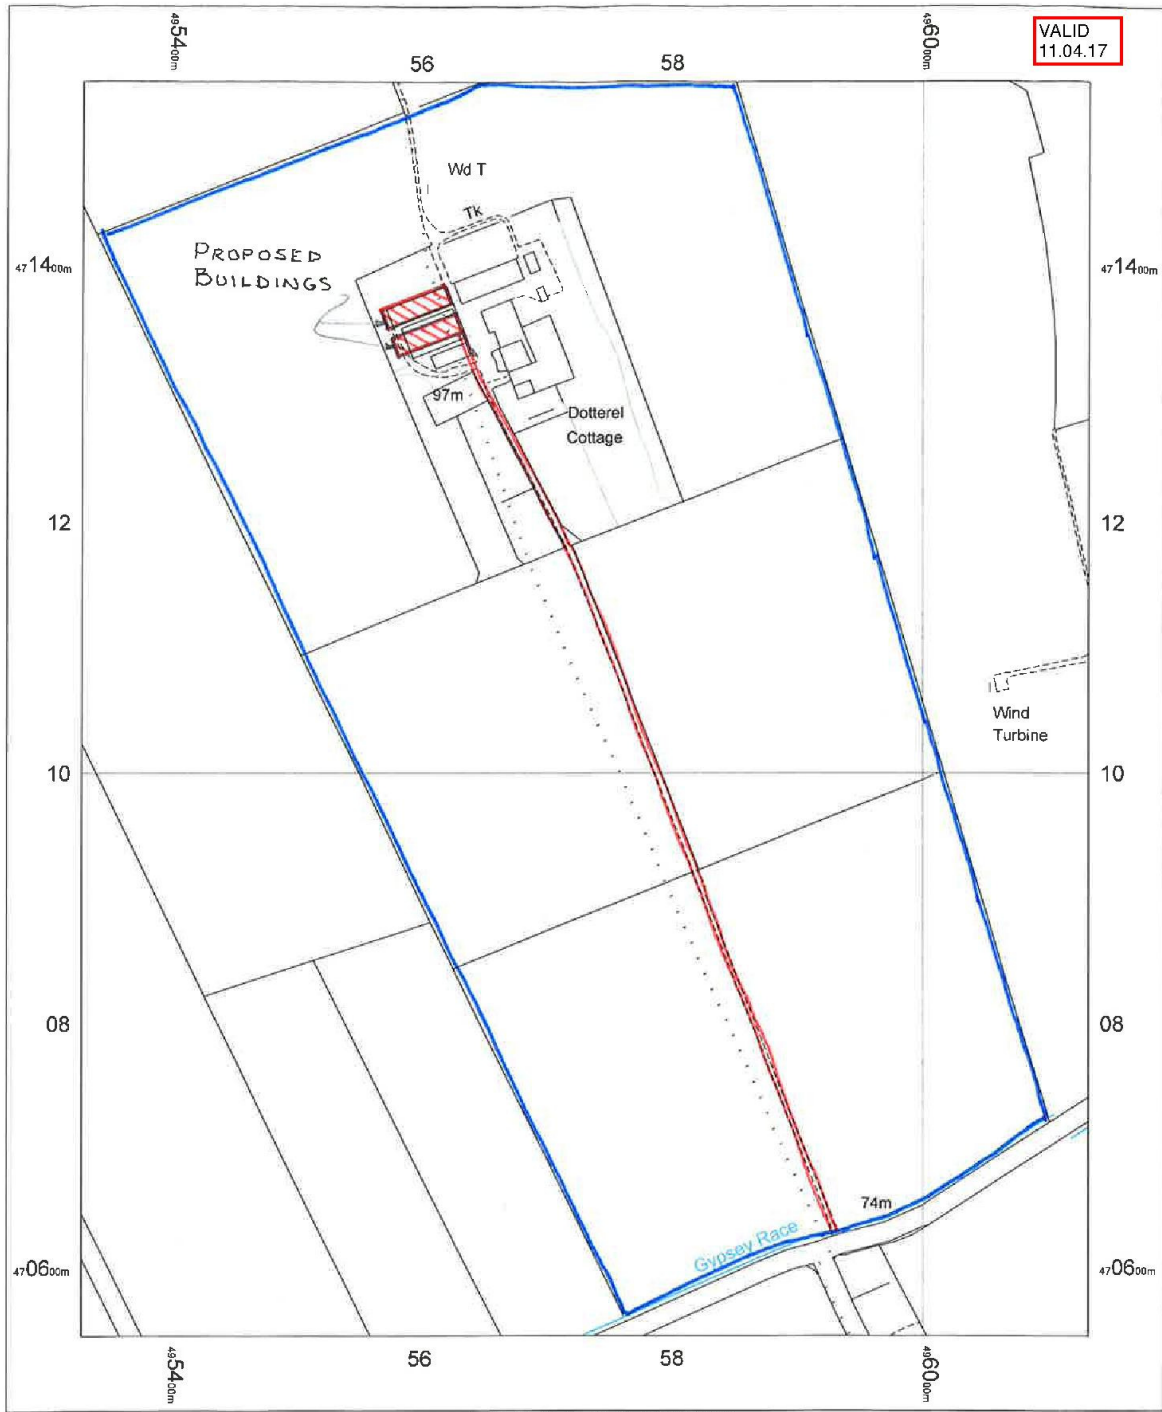 495400m
56
58
496000m
VALID
11.04.17
Wd T
Tk
PROPOSED
BUILDINGS
471400m
471400m
97m
Dotterel
Cottage
12
12
Wind
Turbine
10
10
08
08
74m
Gypsey Race
470600m
470600m
495400m
56
58
496000m